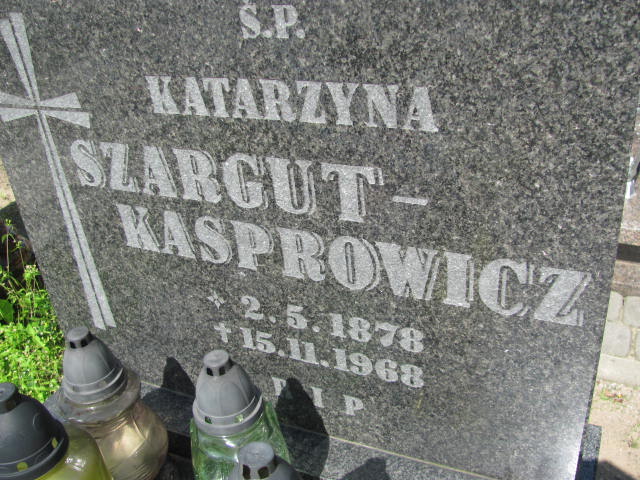 Ś.P.
KATARZYNA
SZARGUT-
KASPROWICZ
* 2.5.1878
† 15.11.1968
P I P